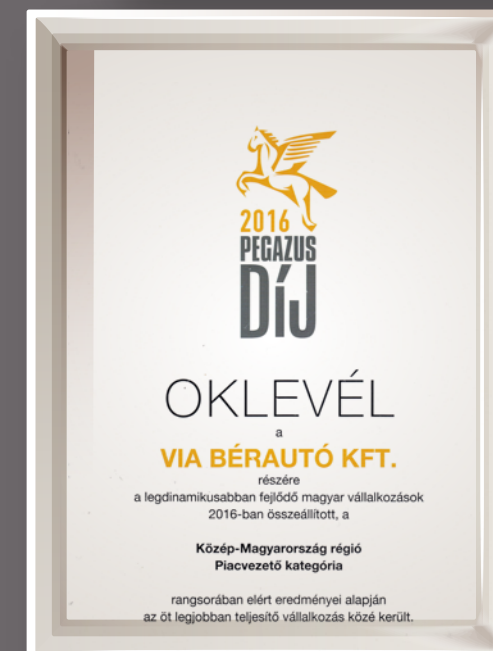 2016
PEGAZUS
DÍJ
OKLEVÉL
a
VIA BÉRAUTÓ KFT.
részére
a legdinamikusabban fejlődő magyar vállalkozások
2016-ban összeállított, a
Közép-Magyarország régió
Piacvezető kategória
rangsorában elért eredményei alapján
az öt legjobban teljesítő vállalkozás közé került.